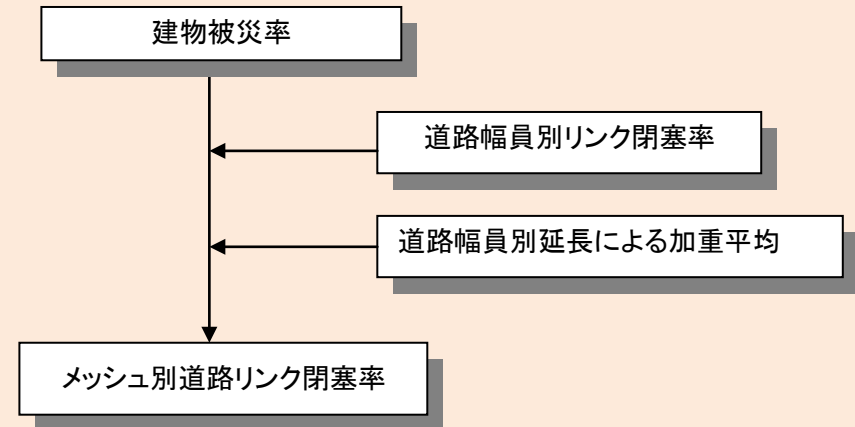 建物被災率
道路幅員別リンク閉塞率
道路幅員別延長による加重平均
メッシュ別道路リンク閉塞率